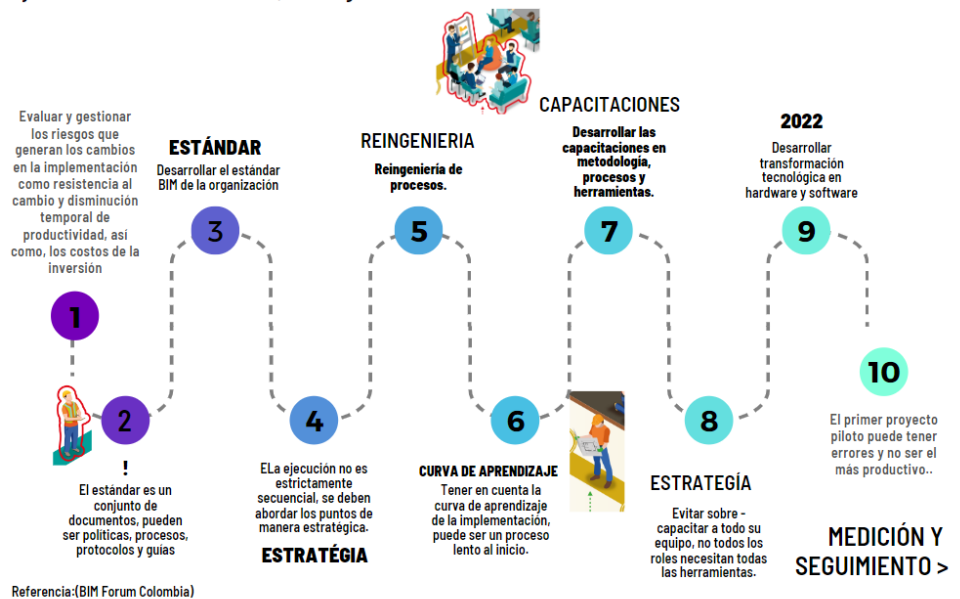 Evaluar y gestionar
los riesgos que
generan los cambios
en la implementación
como resistencia al
cambio y disminución
temporal de
productividad, así
como, los costos de la
inversión
1
2
!
El estándar es un
conjunto de
documentos, pueden
ser políticas, procesos,
protocolos y guías
ESTÁNDAR
Desarrollar el estándar
BIM de la organización
3
4
ELa ejecución no es
estrictamente
secuencial, se deben
abordar los puntos de
manera estratégica.
ESTRATÉGIA
REINGENIERIA
Reingeniería de
procesos.
5
6
CURVA DE APRENDIZAJE
Tener en cuenta la
curva de aprendizaje
de la implementación,
puede ser un proceso
lento al inicio.
CAPACITACIONES
Desarrollar las
capacitaciones en
metodología,
procesos y
herramientas.
7
8
ESTRATEGÍA
Evitar sobre -
capacitar a todo su
equipo, no todos los
roles necesitan todas
las herramientas.
2022
Desarrollar
transformación
tecnológica en
hardware y software
9
10
El primer proyecto
piloto puede tener
errores y no ser el
más productivo..
MEDICIÓN Y
SEGUIMIENTO >
Referencia:(BIM Forum Colombia)